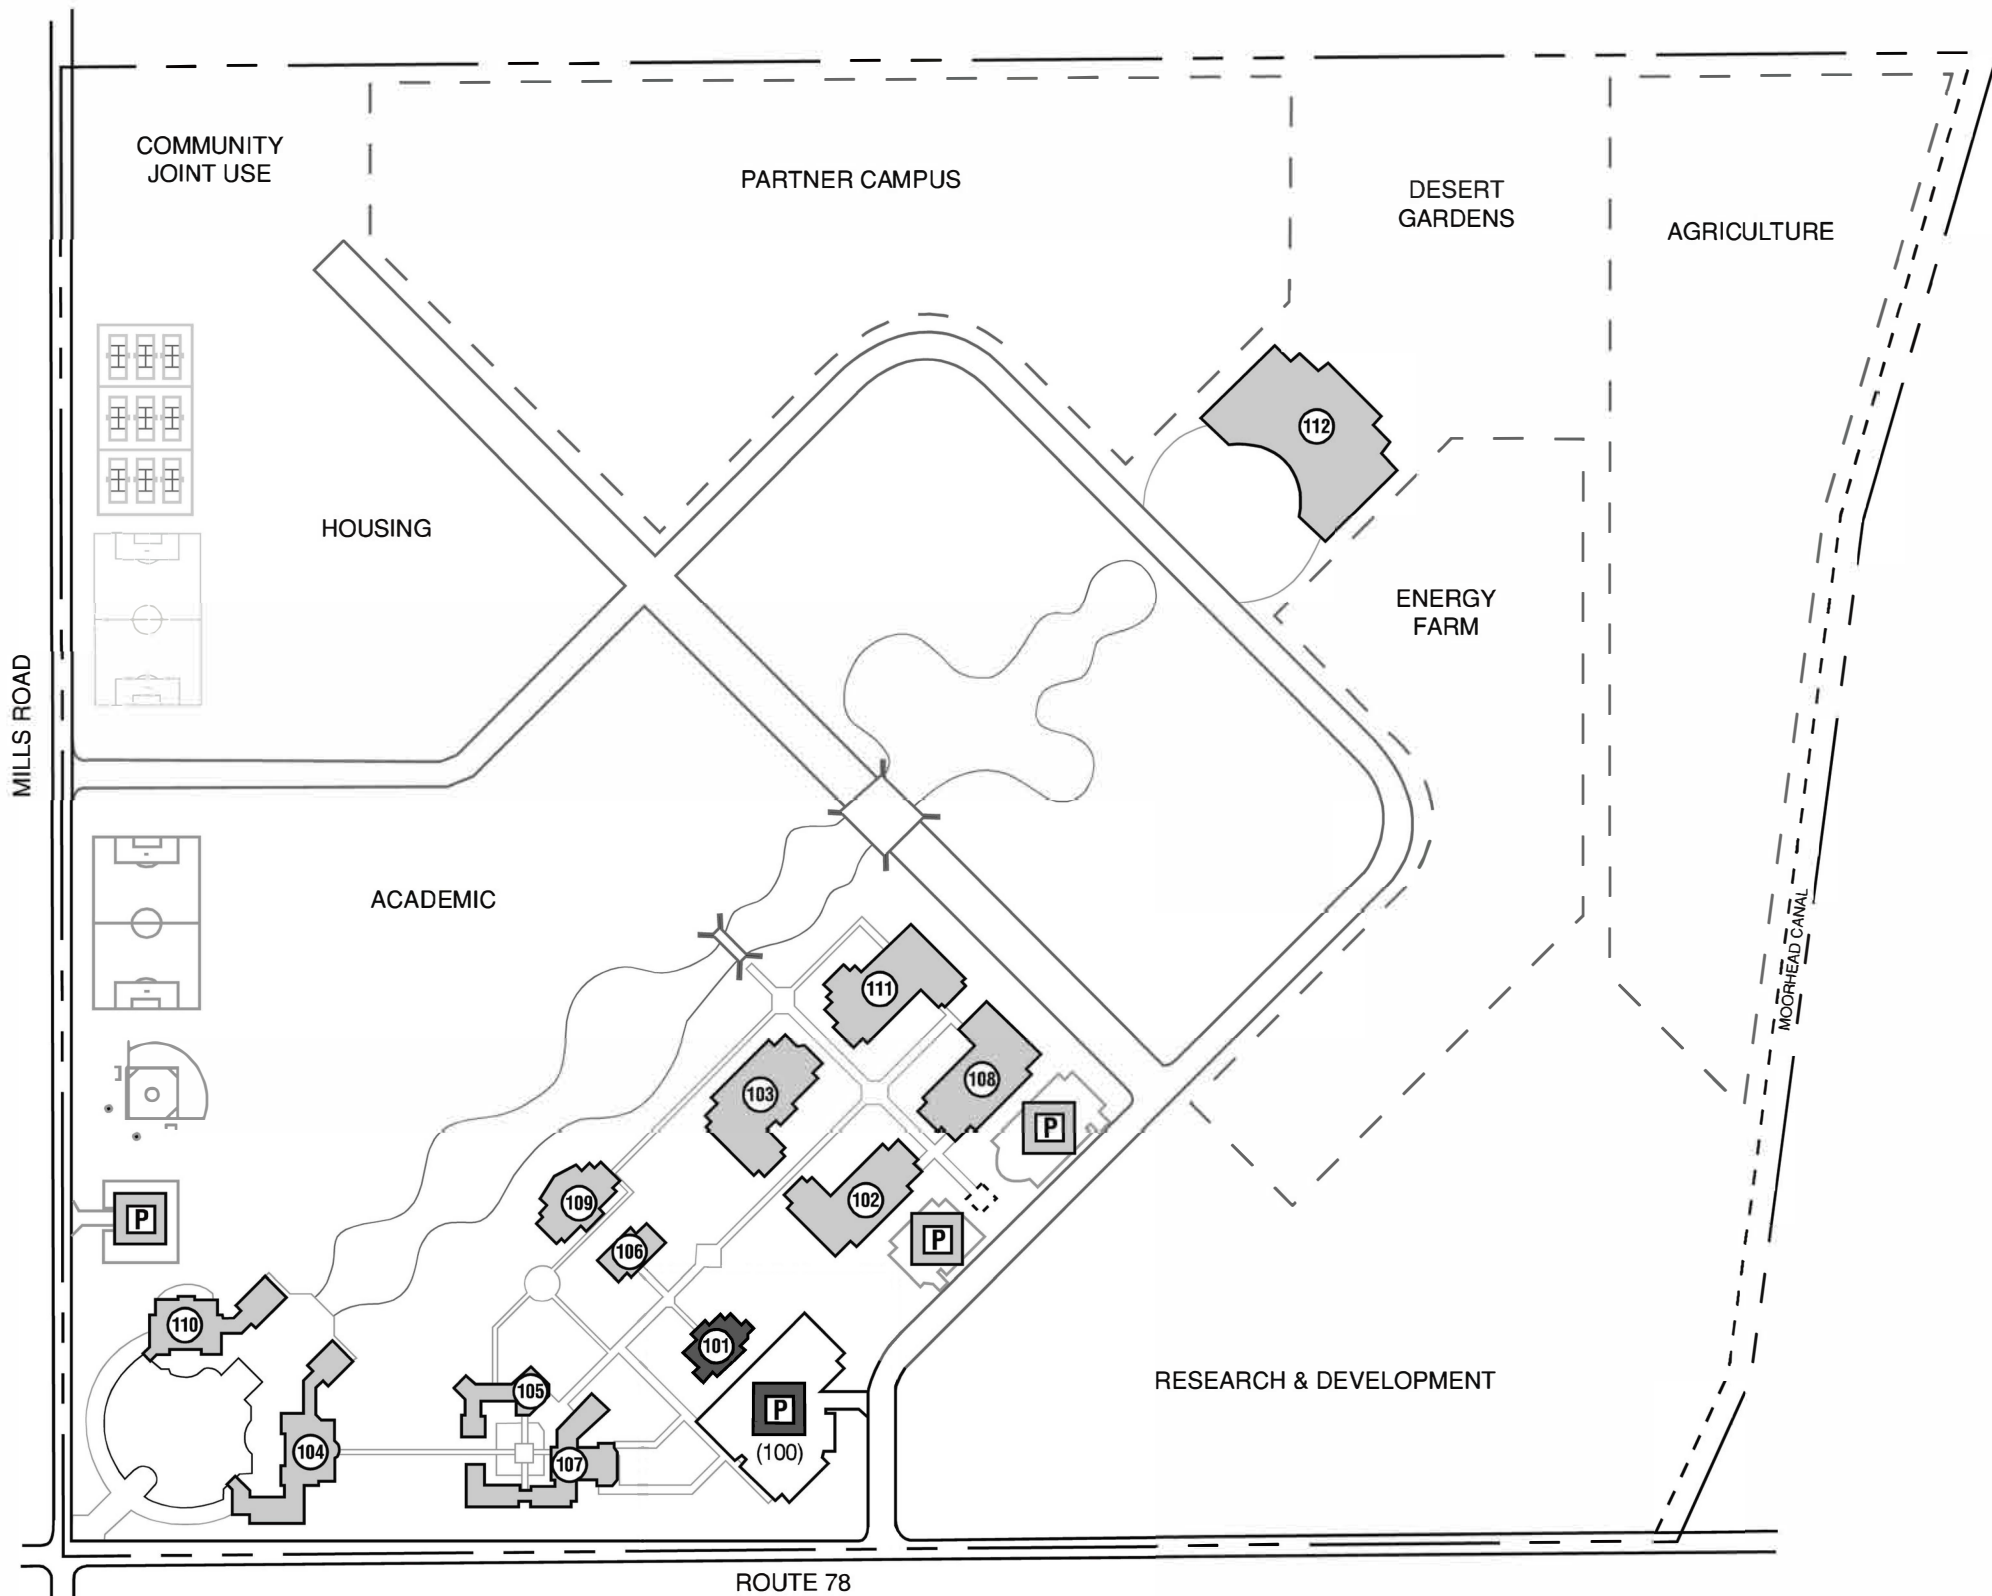 COMMUNITY
JOINT USE
PARTNER CAMPUS
DESERT
GARDENS
AGRICULTURE
112
HOUSING
ENERGY
FARM
MILLS ROAD
ACADEMIC
MOORHEAD CANAL
111
108
103
P
109
102
106
P
P
110
101
105
P
(100)
104
107
RESEARCH & DEVELOPMENT
ROUTE 78